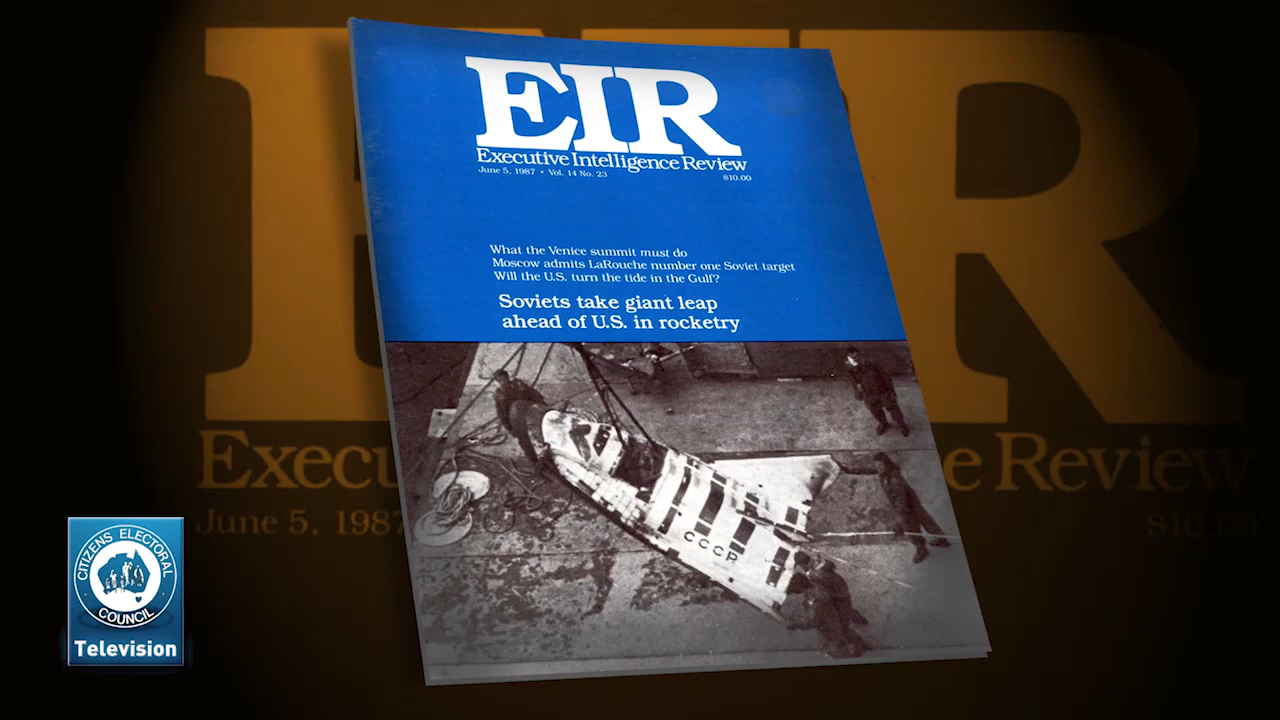 EIR
Executive Intelligence Review
June 5, 1987 • Vol. 14 No. 23 $10.00
What the Venice summit must do
Moscow admits LaRouche number one Soviet target
Will the U.S. turn the tide in the Gulf?
Soviets take giant leap
ahead of U.S. in rocketry
CCCP
EIR
Execu ce Review
June 5, 1987 $10.00
CITIZENS ELECTORAL
COUNCIL
Television